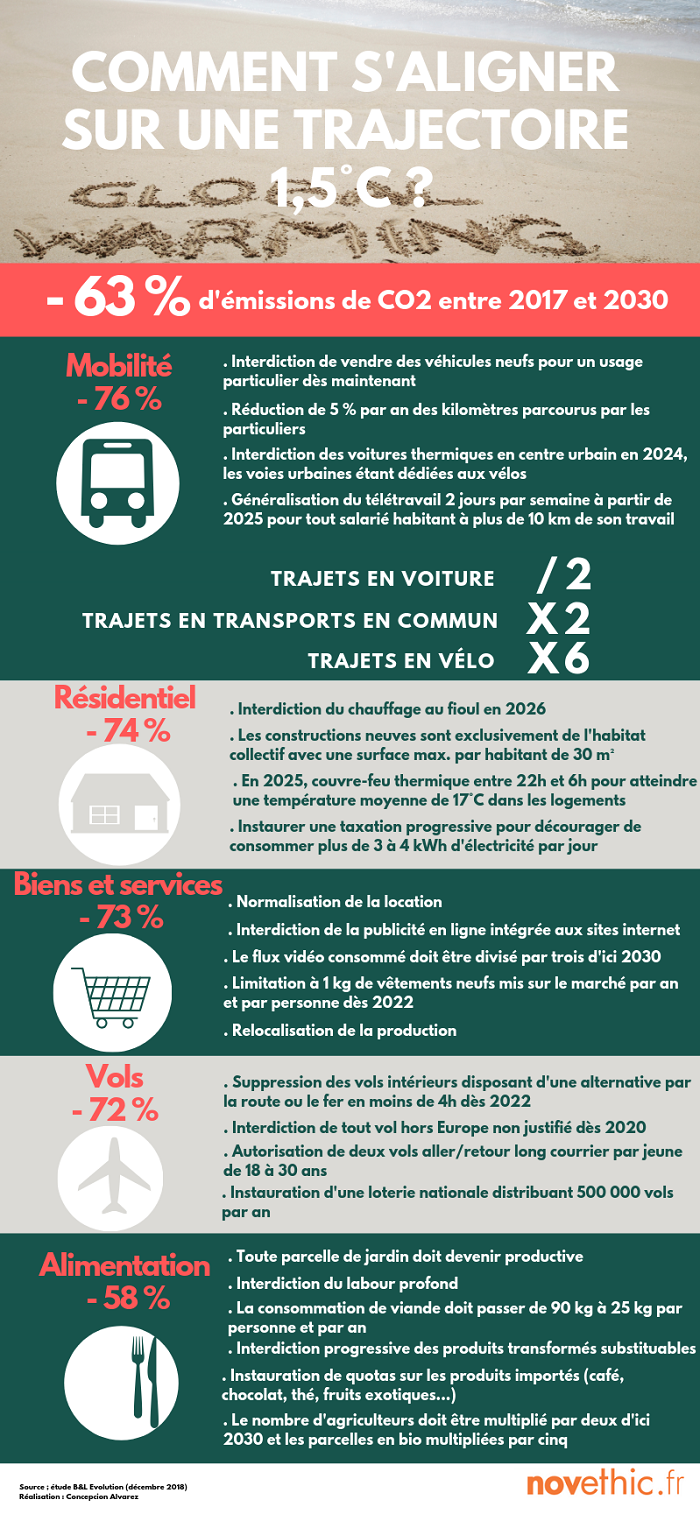 COMMENT S'ALIGNER
SUR UNE TRAJECTOIRE
1,5°C ?
GLOBAL
WARMING
- 63 % d'émissions de CO2 entre 2017 et 2030
Mobilité
- 76 %
. Interdiction de vendre des véhicules neufs pour un usage
particulier dès maintenant
. Réduction de 5 % par an des kilomètres parcourus par les
particuliers
. Interdiction des voitures thermiques en centre urbain en 2024,
les voies urbaines étant dédiées aux vélos
. Généralisation du télétravail 2 jours par semaine à partir de
2025 pour tout salarié habitant à plus de 10 km de son travail
TRAJETS EN VOITURE / 2
TRAJETS EN TRANSPORTS EN COMMUN X 2
TRAJETS EN VÉLO X 6
Résidentiel
- 74 %
. Interdiction du chauffage au fioul en 2026
. Les constructions neuves sont exclusivement de l'habitat
collectif avec une surface max. par habitant de 30 m²
. En 2025, couvre-feu thermique entre 22h et 6h pour atteindre
une température moyenne de 17°C dans les logements
. Instaurer une taxation progressive pour décourager de
consommer plus de 3 à 4 kWh d'électricité par jour
Biens et services
- 73 %
. Normalisation de la location
. Interdiction de la publicité en ligne intégrée aux sites internet
. Le flux vidéo consommé doit être divisé par trois d'ici 2030
. Limitation à 1 kg de vêtements neufs mis sur le marché par an
et par personne dès 2022
. Relocalisation de la production
Vols
- 72 %
. Suppression des vols intérieurs disposant d'une alternative par
la route ou le fer en moins de 4h dès 2022
. Interdiction de tout vol hors Europe non justifié dès 2020
. Autorisation de deux vols aller/retour long courrier par jeune
de 18 à 30 ans
. Instauration d'une loterie nationale distribuant 500 000 vols
par an
Alimentation
- 58 %
. Toute parcelle de jardin doit devenir productive
. Interdiction du labour profond
. La consommation de viande doit passer de 90 kg à 25 kg par
personne et par an
. Interdiction progressive des produits transformés substituables
. Instauration de quotas sur les produits importés (café,
chocolat, thé, fruits exotiques...)
. Le nombre d'agriculteurs doit être multiplié par deux d'ici
2030 et les parcelles en bio multipliées par cinq
Source : étude B&L Evolution (décembre 2018)
Réalisation : Concepcion Alvarez
novethic.fr